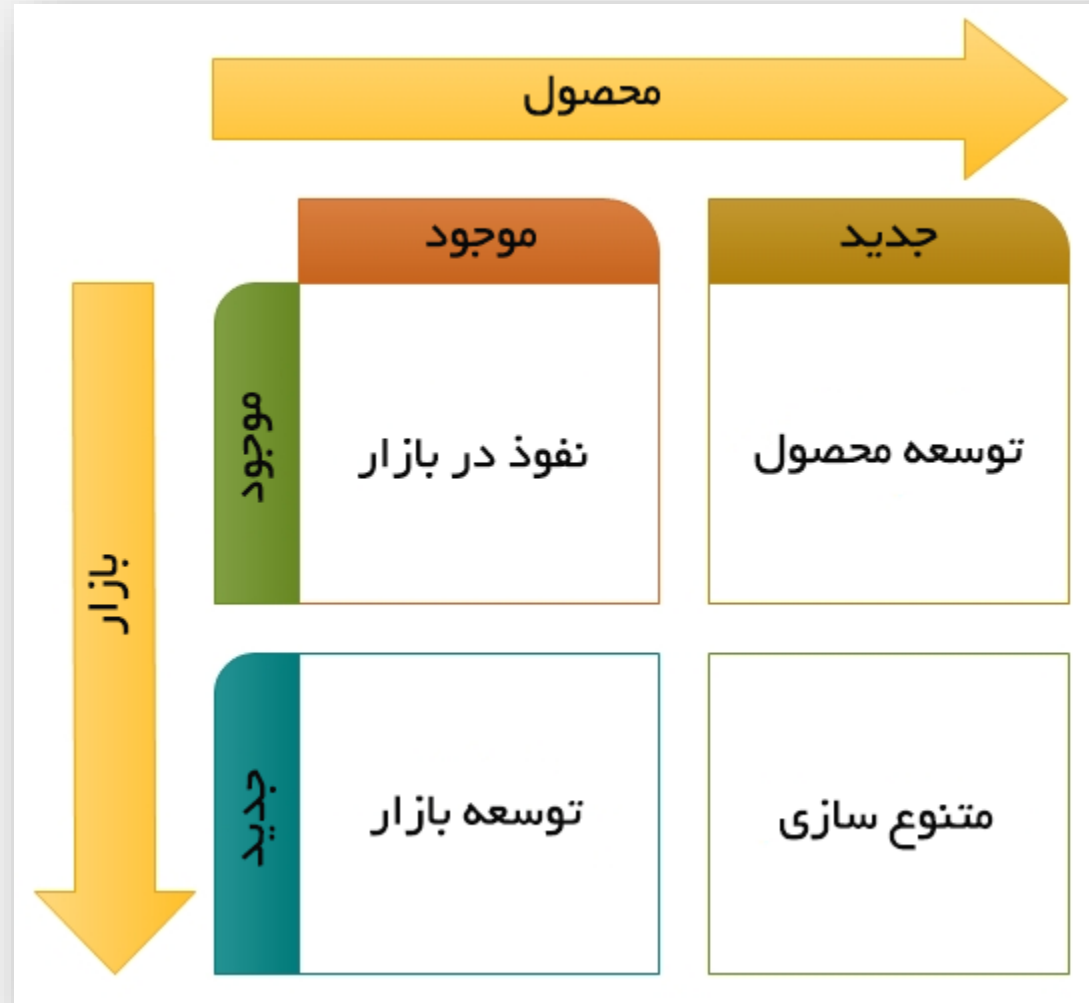 محصول
موجود
جدید
بازار
موجود
نفوذ در بازار
توسعه محصول
جدید
توسعه بازار
متنوع سازی